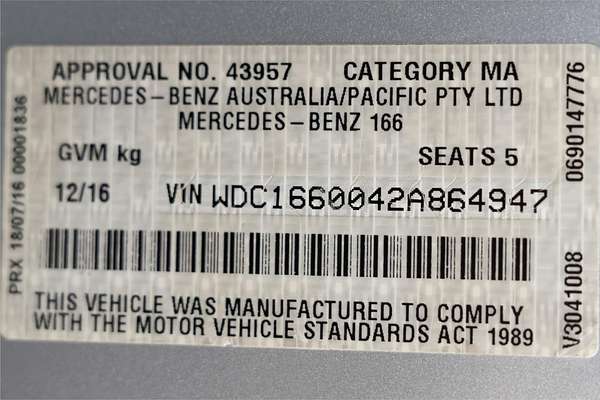 APPROVAL NO. 43957 CATEGORY MA
MERCEDES-BENZ AUSTRALIA/PACIFIC PTY LTD
MERCEDES-BENZ 166
GVM kg SEATS 5
12/16 VIN WDC1660042A864947
THIS VEHICLE WAS MANUFACTURED TO COMPLY
WITH THE MOTOR VEHICLE STANDARDS ACT 1989
PRX 18/07/16 00001836
0690147776
V3041008